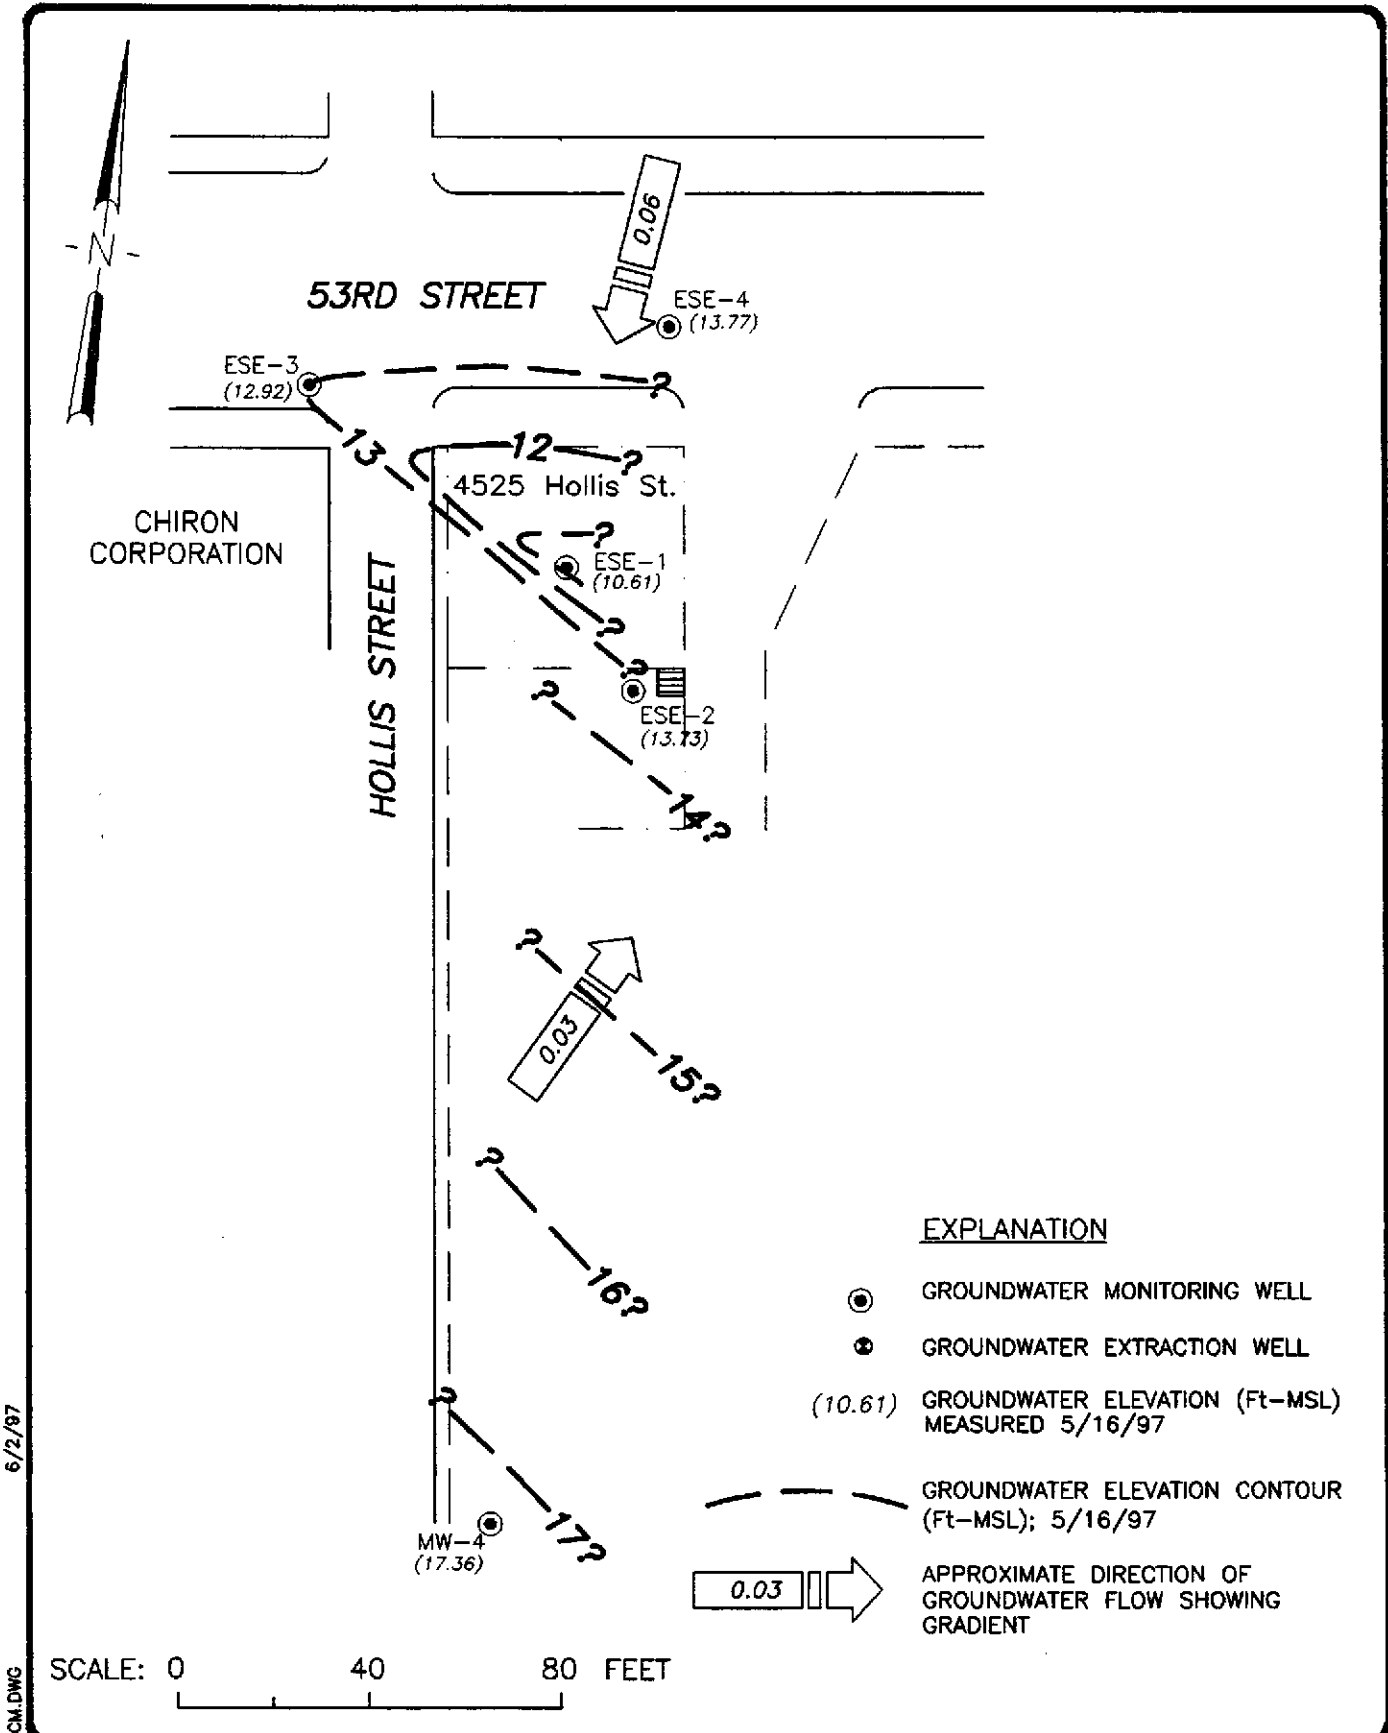 N
0.06
53RD STREET
ESE-4
(13.77)
ESE-3
(12.92)
?
13
12
?
4525 Hollis St.
CHIRON
CORPORATION
?
ESE-1
(10.61)
HOLLIS STREET
?
?
?
ESE-2
(13.73)
14?
?
0.03
15?
?
16?
?
17?
MW-4
(17.36)
EXPLANATION
GROUNDWATER MONITORING WELL
GROUNDWATER EXTRACTION WELL
(10.61) GROUNDWATER ELEVATION (Ft-MSL)
MEASURED 5/16/97
GROUNDWATER ELEVATION CONTOUR
(Ft-MSL); 5/16/97
0.03
APPROXIMATE DIRECTION OF
GROUNDWATER FLOW SHOWING
GRADIENT
SCALE: 0 40 80 FEET
6/2/97
CM.DWG